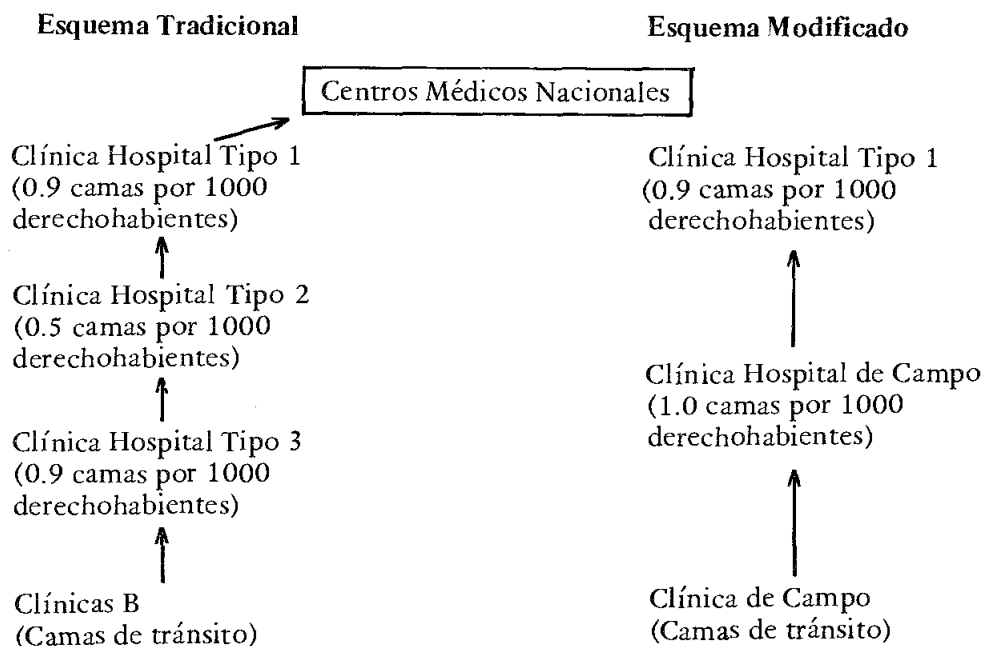 Esquema Tradicional
Esquema Modificado
Centros Médicos Nacionales
Clínica Hospital Tipo 1
(0.9 camas por 1000
derechohabientes)
Clínica Hospital Tipo 2
(0.5 camas por 1000
derechohabientes)
Clínica Hospital Tipo 3
(0.9 camas por 1000
derechohabientes)
Clínicas B
(Camas de tránsito)
Clínica Hospital Tipo 1
(0.9 camas por 1000
derechohabientes)
Clínica Hospital de Campo
(1.0 camas por 1000
derechohabientes)
Clínica de Campo
(Camas de tránsito)